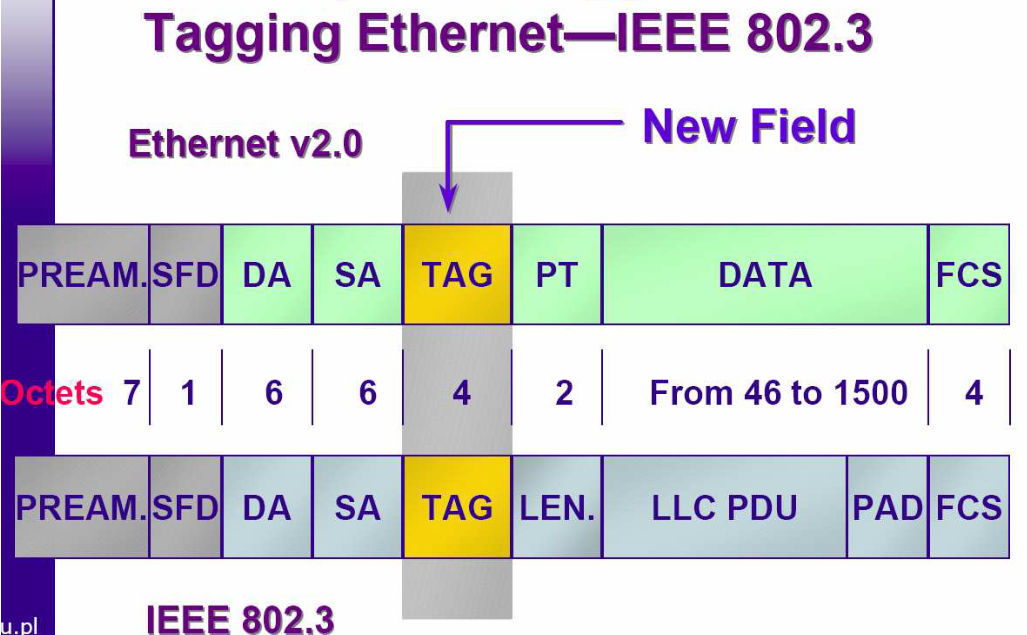 Tagging Ethernet—IEEE 802.3
New Field
Ethernet v2.0
PREAM. SFD DA SA TAG PT DATA FCS
Octets 7 1 6 6 4 2 From 46 to 1500 4
PREAM. SFD DA SA TAG LEN. LLC PDU PAD FCS
IEEE 802.3
u.pl